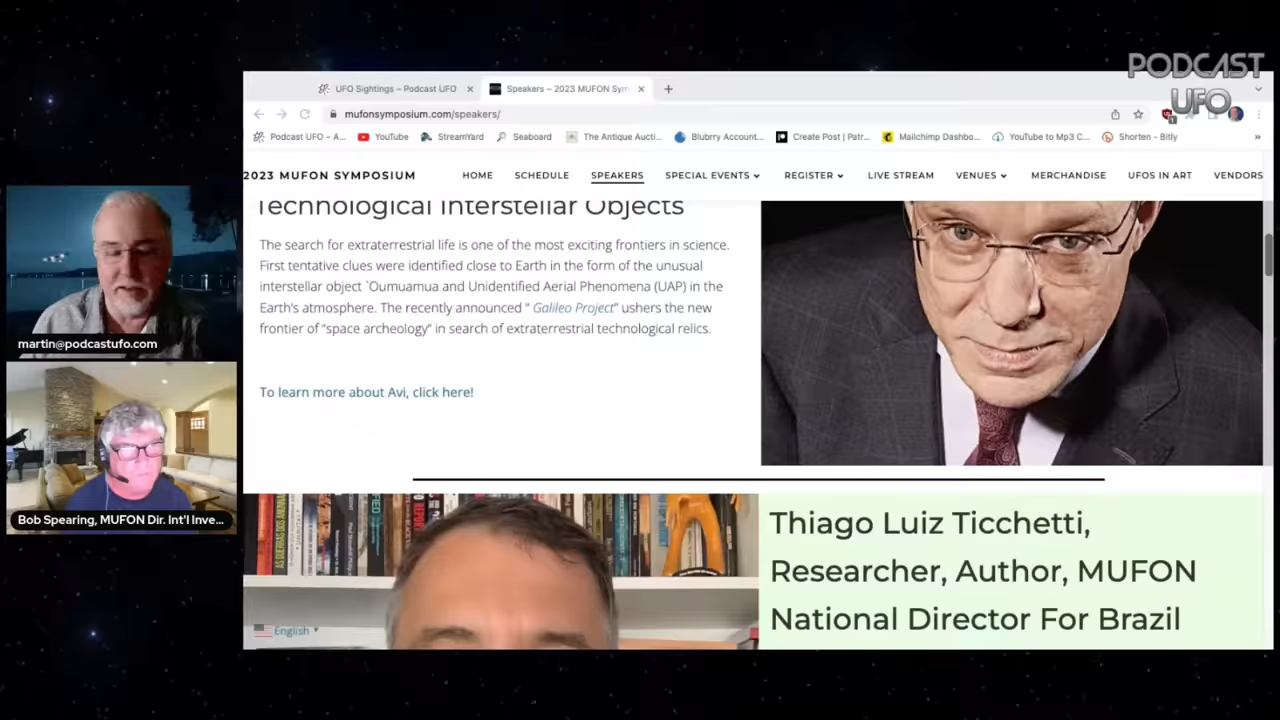 PODCAST
UFO
UFO Sightings – Podcast UFO
Speakers – 2023 MUFON Sym
mufonsymposium.com/speakers/
Podcast UFO – A...
YouTube
StreamYard
Seaboard
The Antique Aucti...
Blubrry Account...
Create Post | Patr...
Mailchimp Dashbo...
YouTube to Mp3 C...
Shorten - Bitly
»
2023 MUFON SYMPOSIUM
HOME
SCHEDULE
SPEAKERS
SPECIAL EVENTS
REGISTER
LIVE STREAM
VENUES
MERCHANDISE
UFOS IN ART
VENDORS
Technological Interstellar Objects
The search for extraterrestrial life is one of the most exciting frontiers in science.
First tentative clues were identified close to Earth in the form of the unusual
interstellar object `Oumuamua and Unidentified Aerial Phenomena (UAP) in the
Earth's atmosphere. The recently announced " Galileo Project" ushers the new
frontier of "space archeology" in search of extraterrestrial technological relics.
To learn more about Avi, click here!
martin@podcastufo.com
Bob Spearing, MUFON Dir. Int'l Inve...
Thiago Luiz Ticchetti,
Researcher, Author, MUFON
National Director For Brazil
English